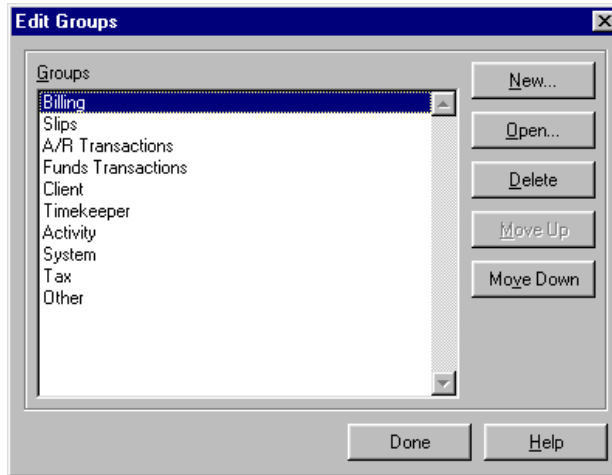 Edit Groups
Groups
Billing
Slips
A/R Transactions
Funds Transactions
Client
Timekeeper
Activity
System
Tax
Other
New...
Open...
Delete
Move Up
Move Down
Done
Help